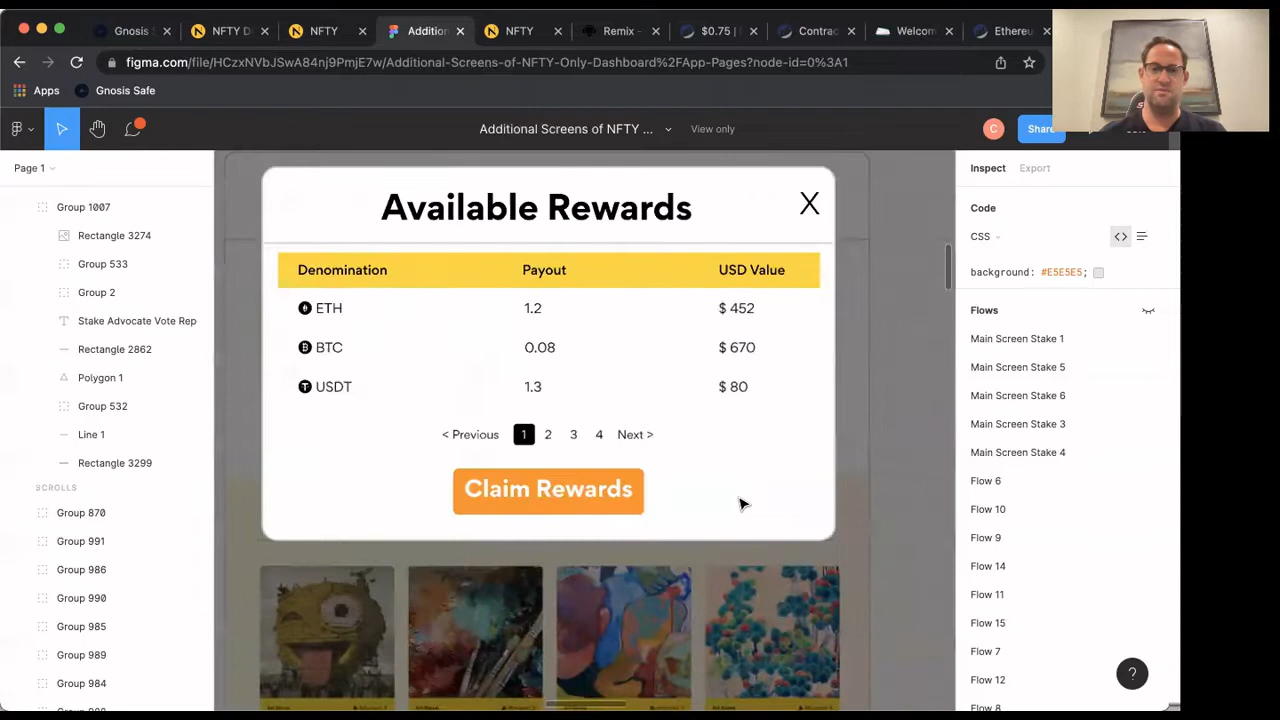 Gnosis
NFTY D
NFTY
Addition
NFTY
Remix -
$0.75 |
Contrac
Welcom
Ethereu
figma.com/file/HCzxNVbJSwA84nj9PmjE7w/Additional-Screens-of-NFTY-Only-Dashboard%2FApp-Pages?node-id=0%3A1
Apps
Gnosis Safe
Additional Screens of NFTY ...
View only
C
Share
Page 1
Group 1007
Rectangle 3274
Group 533
Group 2
Stake Advocate Vote Rep
Rectangle 2862
Polygon 1
Group 532
Line 1
Rectangle 3299
SCROLLS
Group 870
Group 991
Group 986
Group 990
Group 985
Group 989
Group 984
Available Rewards
X
Denomination Payout USD Value
ETH 1.2 $ 452
BTC 0.08 $ 670
USDT 1.3 $ 80
< Previous 1 2 3 4 Next >
Claim Rewards
Inspect Export
Code
CSS
background: #E5E5E5;
Flows
Main Screen Stake 1
Main Screen Stake 5
Main Screen Stake 6
Main Screen Stake 3
Main Screen Stake 4
Flow 6
Flow 10
Flow 9
Flow 14
Flow 11
Flow 15
Flow 7
Flow 12
Flow 8
?